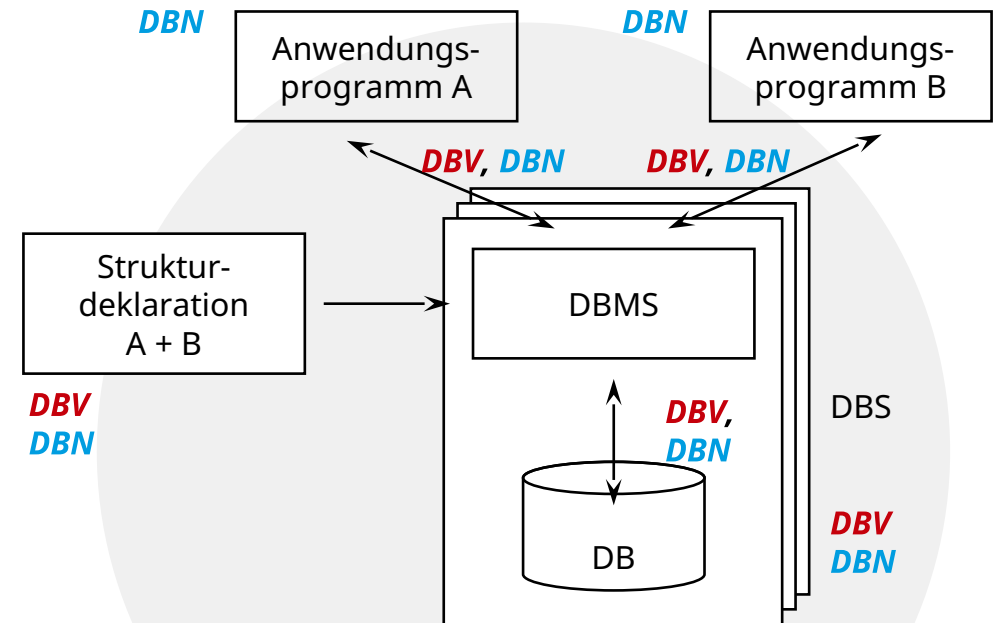 DBN
Anwendungs-
programm A
DBN
Anwendungs-
programm B
DBV, DBN
DBV, DBN
Struktur-
deklaration
A + B
DBMS
DBV
DBN
DBV,
DBN
DBS
DB
DBV
DBN